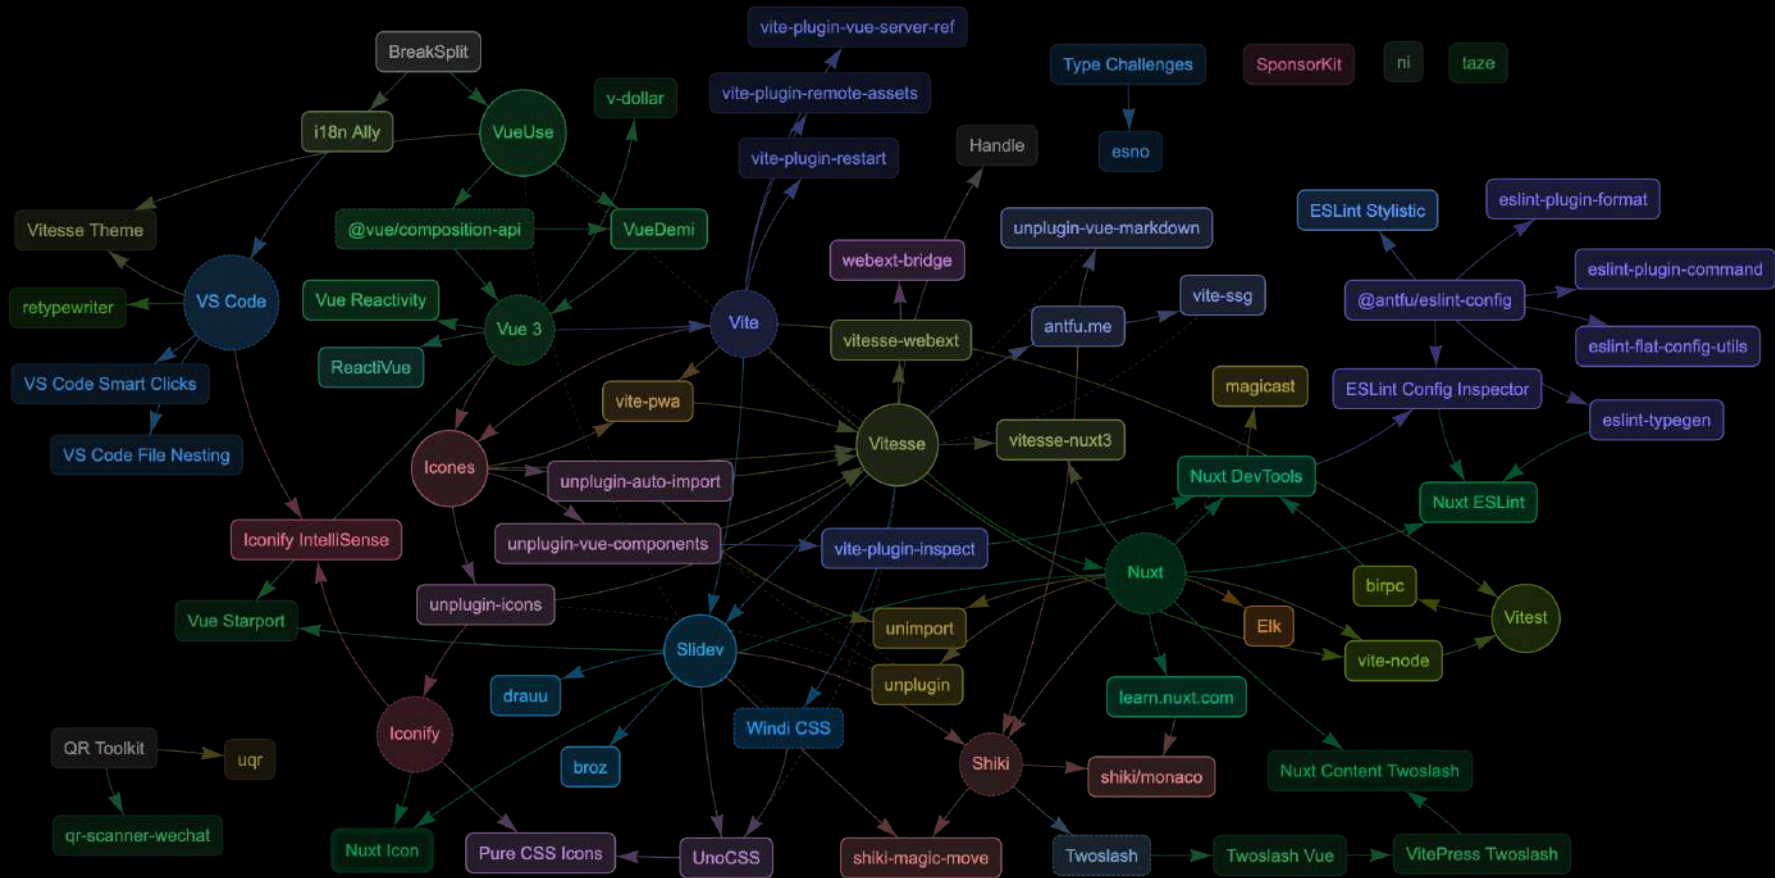 vite-plugin-vue-server-ref
BreakSplit
Type Challenges
SponsorKit
ni
taze
vite-plugin-remote-assets
v-dollar
i18n Ally
VueUse
Handle
esno
vite-plugin-restart
eslint-plugin-format
ESLint Stylistic
Vitesse Theme
@vue/composition-api
VueDemi
unplugin-vue-markdown
webext-bridge
eslint-plugin-command
VS Code
retypewriter
Vue Reactivity
Vue 3
Vite
vite-ssg
@antfu/eslint-config
antfu.me
vitesse-webext
eslint-flat-config-utils
ReactiVue
VS Code Smart Clicks
magicast
ESLint Config Inspector
vite-pwa
eslint-typegen
VS Code File Nesting
Icones
Vitesse
vitesse-nuxt3
unplugin-auto-import
Nuxt DevTools
Nuxt ESLint
Iconify IntelliSense
unplugin-vue-components
vite-plugin-inspect
Nuxt
birpc
unplugin-icons
Vue Starport
unimport
Elk
Vitest
Slidev
vite-node
drauu
unplugin
learn.nuxt.com
Iconify
Windi CSS
QR Toolkit
uqr
broz
Shiki
shiki/monaco
Nuxt Content Twoslash
qr-scanner-wechat
Nuxt Icon
Pure CSS Icons
UnoCSS
shiki-magic-move
Twoslash
Twoslash Vue
VitePress Twoslash